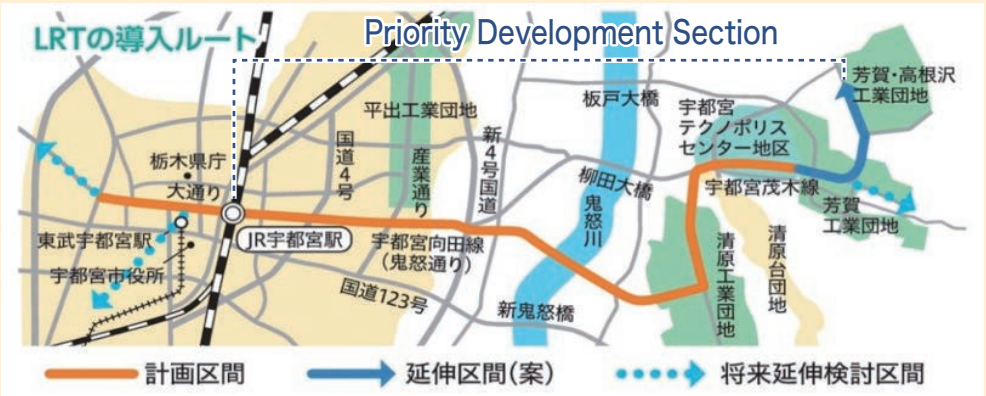 LRTの導入ルート
Priority Development Section
芳賀・高根沢
工業団地
板戸大橋
宇都宮
テクノポリス
センター地区
平出工業団地
国道4号
産業通り
新4号国道
栃木県庁
大通り
柳田大橋
鬼怒川
宇都宮茂木線
芳賀
工業団地
東武宇都宮駅
JR宇都宮駅
宇都宮向田線
(鬼怒通り)
宇都宮市役所
国道123号
新鬼怒橋
清原工業団地
清原台団地
計画区間
延伸区間(案)
将来延伸検討区間